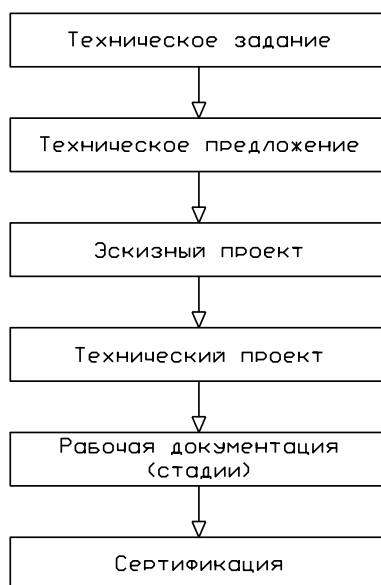 Техническое задание
Техническое предложение
Эскизный проект
Технический проект
Рабочая документация
(стадии)
Сертификация